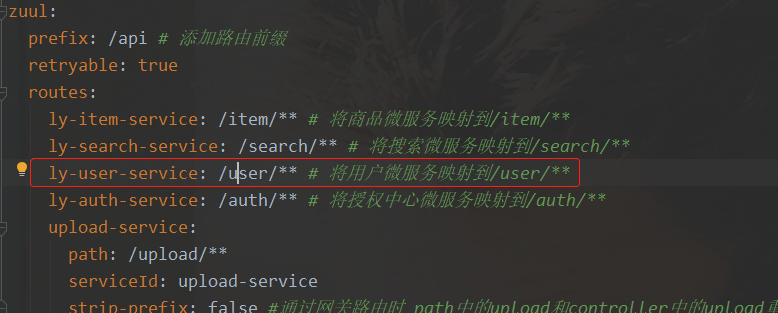 zuul:
  prefix: /api # 添加路由前缀
  retryable: true
  routes:
    ly-item-service: /item/** # 将商品微服务映射到/item/**
    ly-search-service: /search/** # 将搜索微服务映射到/search/**
    ly-user-service: /user/** # 将用户微服务映射到/user/**
    ly-auth-service: /auth/** # 将授权中心微服务映射到/auth/**
    upload-service:
      path: /upload/**
      serviceId: upload-service
      strip-prefix: false #通过网关路由时 path中的upload和controller中的upload